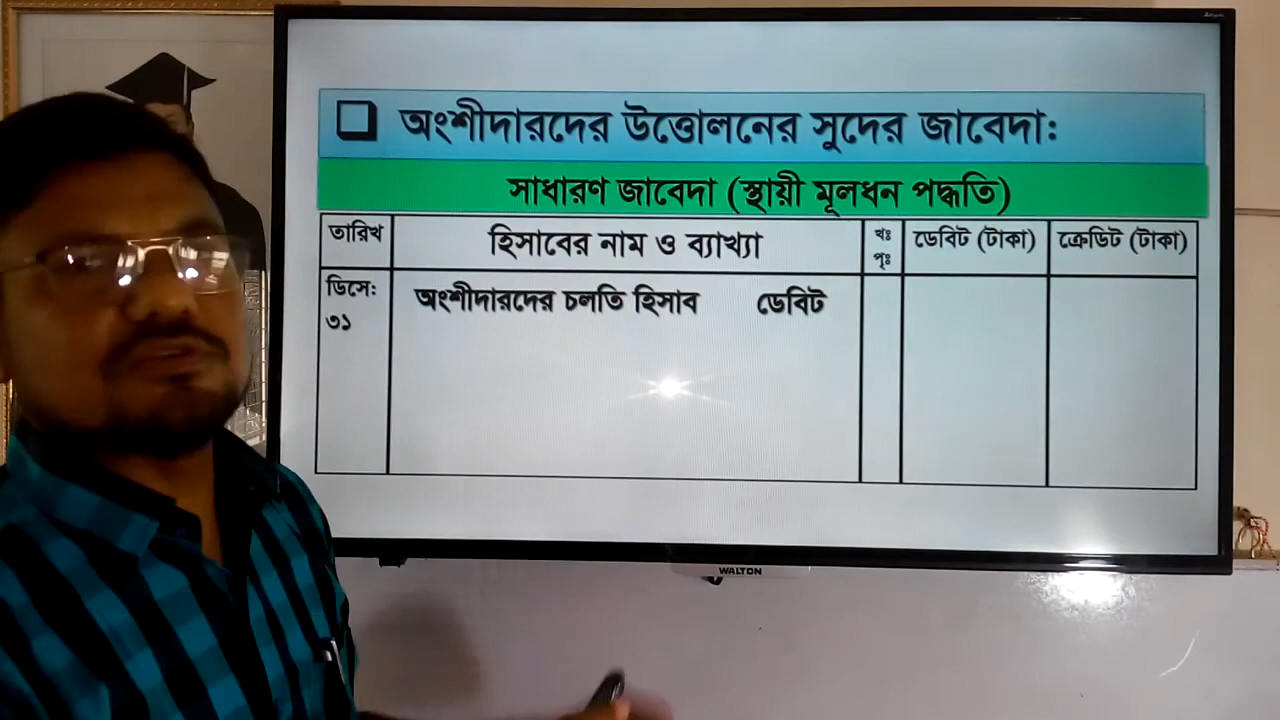 ❑ অংশীদারদের উত্তোলনের সুদের জাবেদা:
সাধারণ জাবেদা (স্থায়ী মূলধন পদ্ধতি)
তারিখ হিসাবের নাম ও ব্যাখ্যা খঃ পৃঃ ডেবিট (টাকা) ক্রেডিট (টাকা)
ডিসে: অংশীদারদের চলতি হিসাব ডেবিট
৩১
WALTON